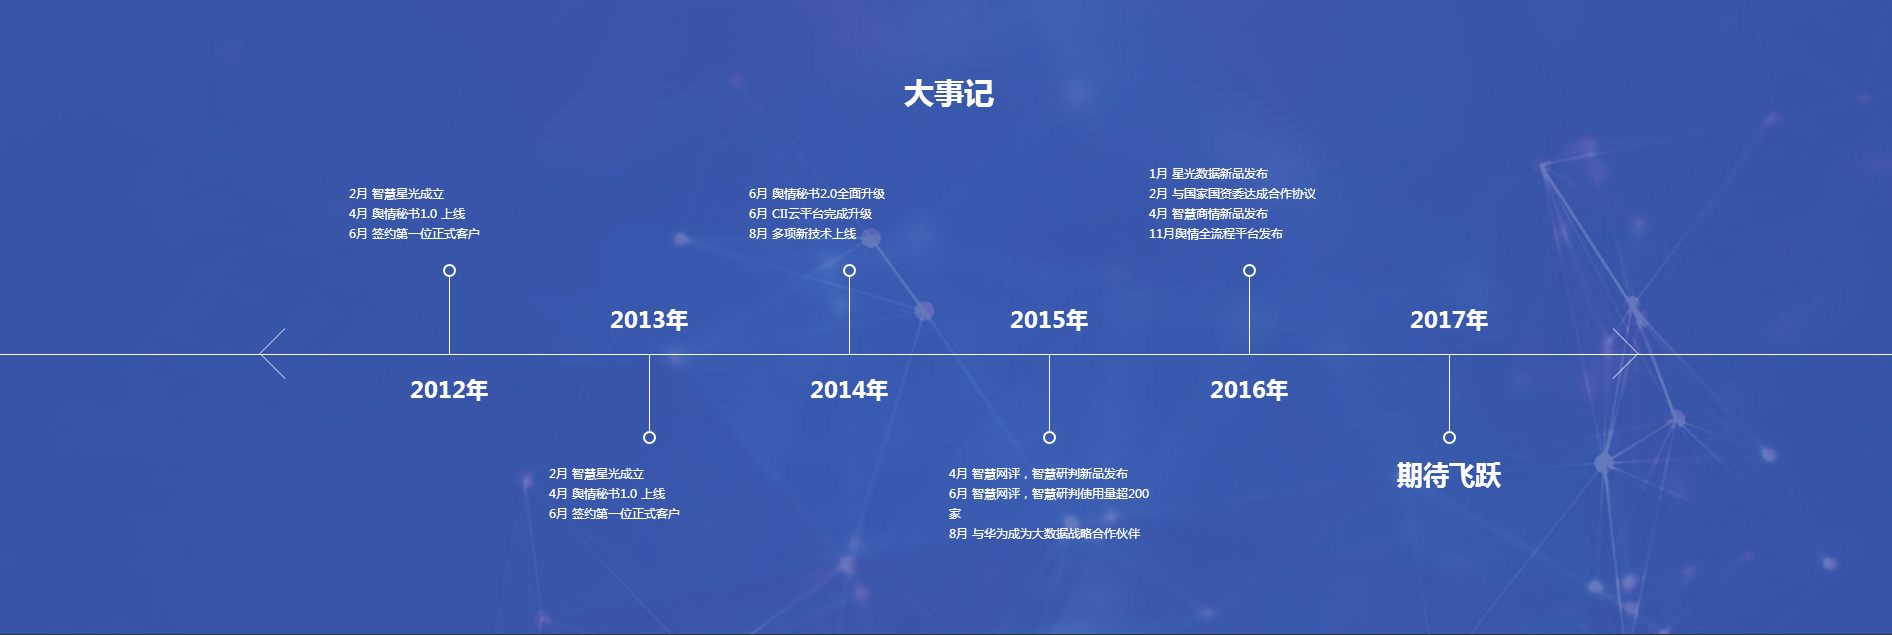 大事记
2月 智慧星光成立
4月 舆情秘书1.0 上线
6月 签约第一位正式客户
2012年
2013年
2月 智慧星光成立
4月 舆情秘书1.0 上线
6月 签约第一位正式客户
6月 舆情秘书2.0全面升级
6月 CII云平台完成升级
8月 多项新技术上线
2014年
2015年
4月 智慧网评，智慧研判新品发布
6月 智慧网评，智慧研判使用量超200
家
8月 与华为成为大数据战略合作伙伴
1月 星光数据新品发布
2月 与国家国资委达成合作协议
4月 智慧商情新品发布
11月舆情全流程平台发布
2016年
2017年
期待飞跃